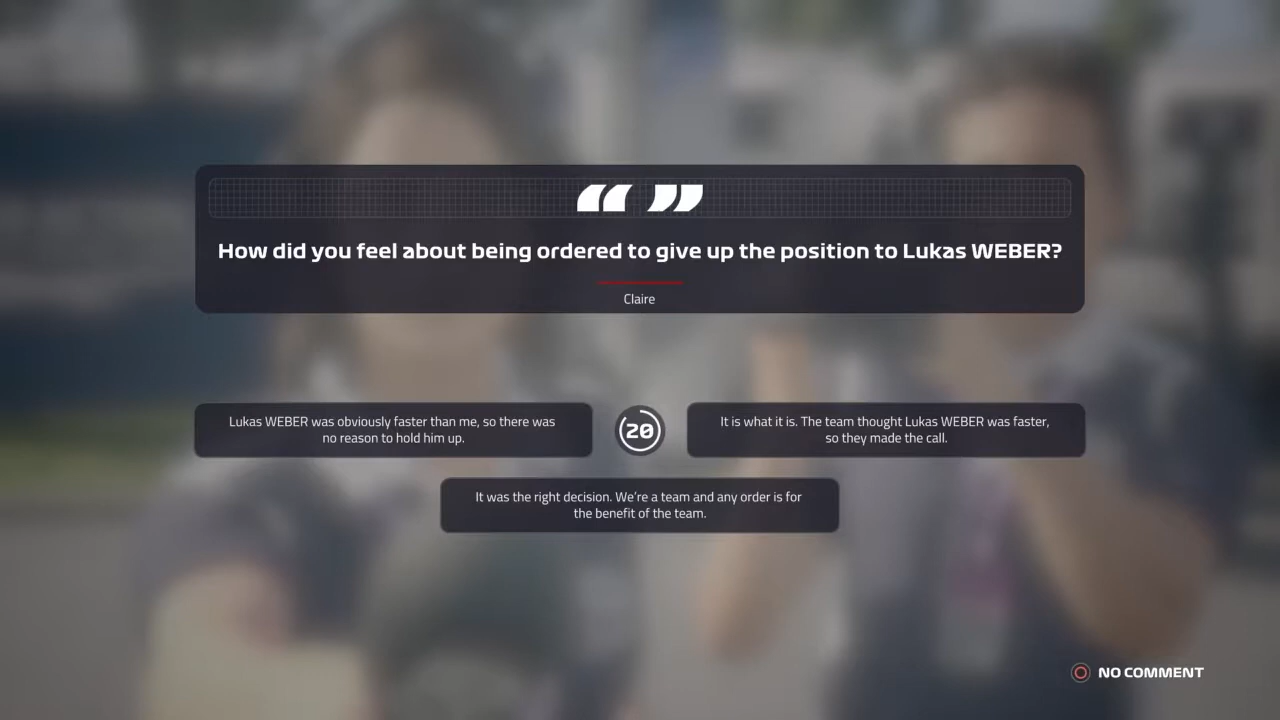 “ ”
How did you feel about being ordered to give up the position to Lukas WEBER?
Claire
Lukas WEBER was obviously faster than me, so there was
no reason to hold him up.
20
It is what it is. The team thought Lukas WEBER was faster,
so they made the call.
It was the right decision. We're a team and any order is for
the benefit of the team.
NO COMMENT